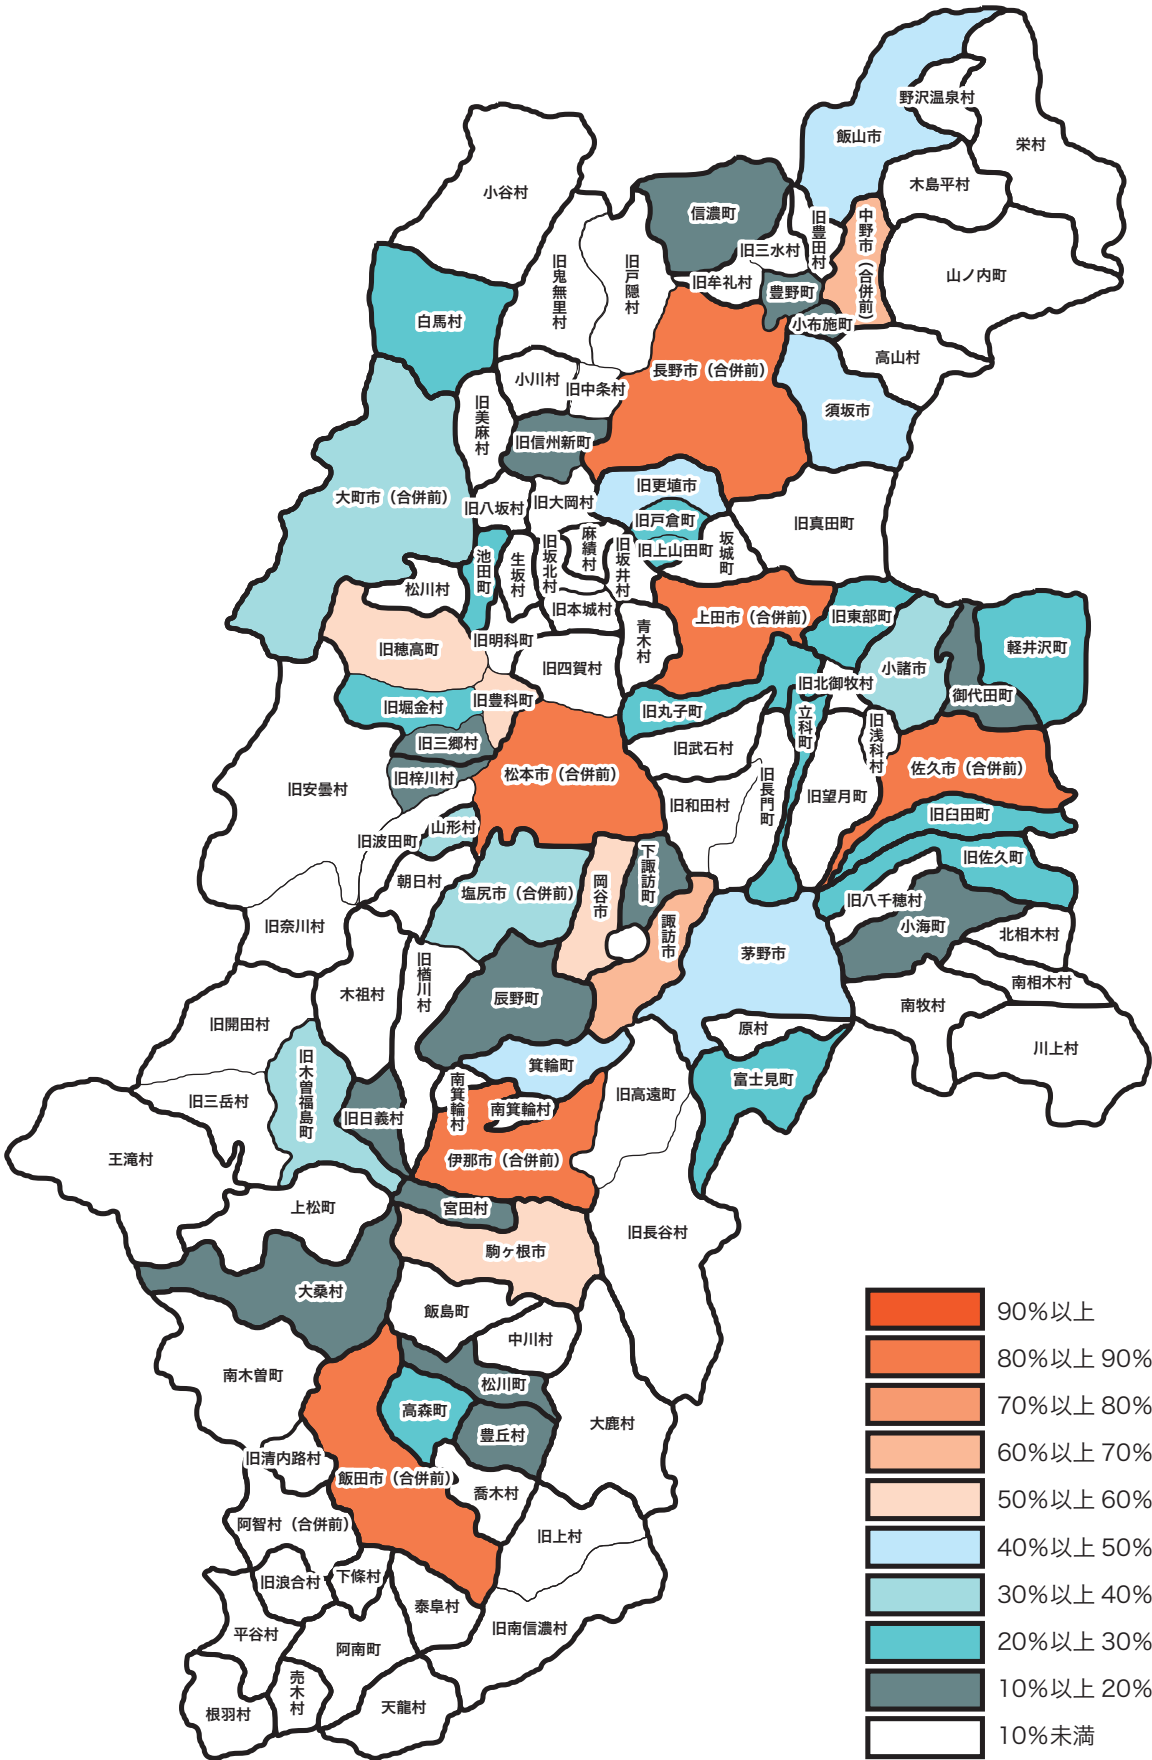 野沢温泉村
飯山市
栄村
木島平村
小谷村
信濃町
旧豊田村
中野市（合併前）
旧三水村
山ノ内町
旧鬼無里村
旧戸隠村
旧牟礼村
豊野町
白馬村
小布施町
高山村
長野市（合併前）
小川村
旧中条村
須坂市
旧美麻村
旧信州新町
大町市（合併前）
旧更埴市
旧八坂村
旧大岡村
旧戸倉町
旧真田町
池田町
生坂村
旧坂北村
麻績村
旧坂井村
旧上山田町
坂城町
松川村
旧本城村
上田市（合併前）
旧東部町
旧明科町
青木村
旧穂高町
旧四賀村
小諸市
軽井沢町
旧北御牧村
御代田町
旧堀金村
旧豊科町
旧丸子町
立科町
旧浅科村
旧三郷村
旧武石村
旧梓川村
松本市（合併前）
佐久市（合併前）
旧安曇村
旧長門町
旧望月町
旧和田村
旧臼田町
山形村
旧波田町
旧佐久町
朝日村
塩尻市（合併前）
岡谷市
下諏訪町
旧八千穂村
旧奈川村
諏訪市
小海町
北相木村
茅野市
旧楢川村
南相木村
木祖村
辰野町
南牧村
旧開田村
原村
川上村
旧木曽福島町
箕輪町
富士見町
旧三岳村
旧日義村
南箕輪村
南箕輪村
旧高遠町
王滝村
伊那市（合併前）
上松町
宮田村
旧長谷村
駒ヶ根市
大桑村
飯島町
中川村
南木曽町
松川町
高森町
大鹿村
豊丘村
旧清内路村
飯田市（合併前）
喬木村
阿智村（合併前）
旧上村
旧浪合村
下條村
泰阜村
平谷村
阿南町
旧南信濃村
売木村
根羽村
天龍村
90%以上
80%以上 90%
70%以上 80%
60%以上 70%
50%以上 60%
40%以上 50%
30%以上 40%
20%以上 30%
10%以上 20%
10%未満